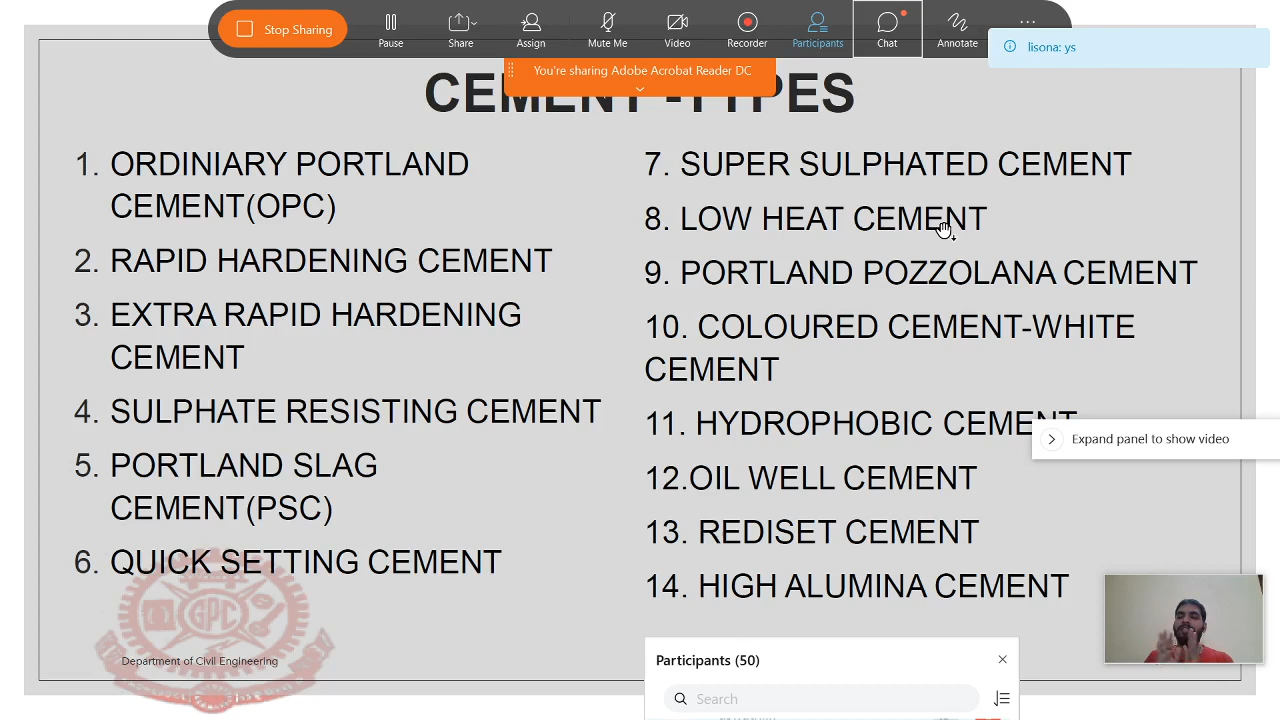 Stop Sharing
Pause
Share
Assign
Mute Me
Video
Recorder
Participants
Chat
Annotate
lisona: ys
You're sharing Adobe Acrobat Reader DC
CEMENT -TYPES
1. ORDINIARY PORTLAND
CEMENT(OPC)
2. RAPID HARDENING CEMENT
3. EXTRA RAPID HARDENING
CEMENT
4. SULPHATE RESISTING CEMENT
5. PORTLAND SLAG
CEMENT(PSC)
6. QUICK SETTING CEMENT
7. SUPER SULPHATED CEMENT
8. LOW HEAT CEMENT
9. PORTLAND POZZOLANA CEMENT
10. COLOURED CEMENT-WHITE
CEMENT
11. HYDROPHOBIC CEMENT
12.OIL WELL CEMENT
13. REDISET CEMENT
14. HIGH ALUMINA CEMENT
Expand panel to show video
GPC
Department of Civil Engineering
Participants (50)
Search